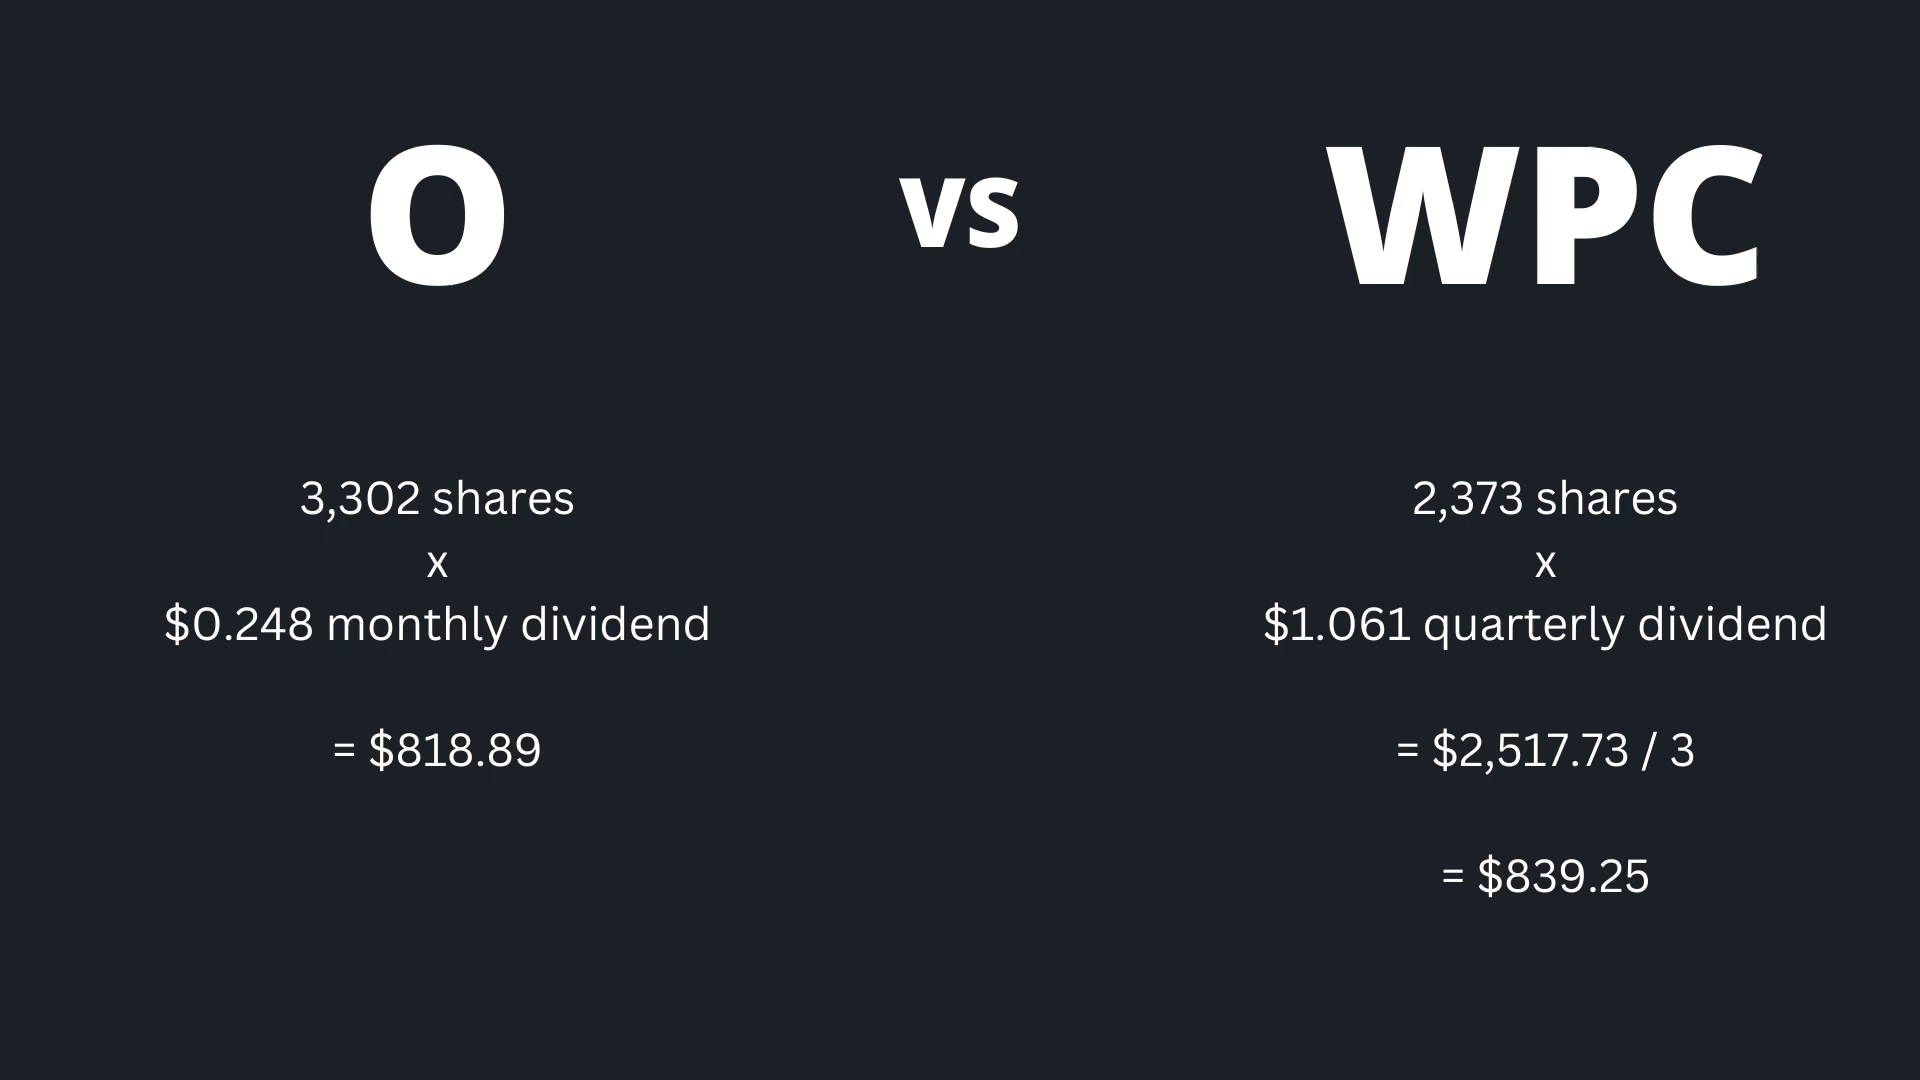 O
VS
WPC
3,302 shares
x
$0.248 monthly dividend
= $818.89
2,373 shares
x
$1.061 quarterly dividend
= $2,517.73 / 3
= $839.25